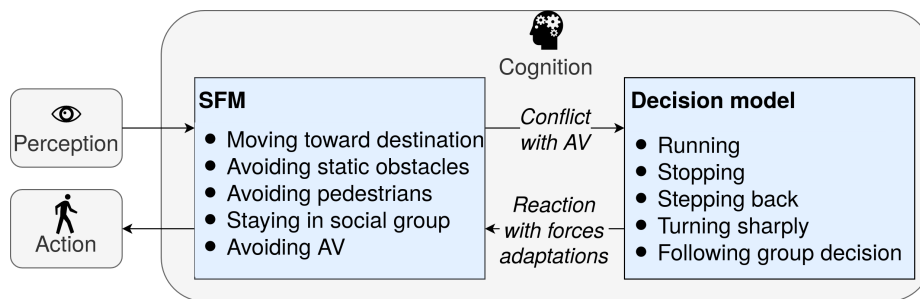 Cognition
Perception
Action
SFM
● Moving toward destination
● Avoiding static obstacles
● Avoiding pedestrians
● Staying in social group
● Avoiding AV
Conflict
with AV
Reaction
with forces
adaptations
Decision model
● Running
● Stopping
● Stepping back
● Turning sharply
● Following group decision